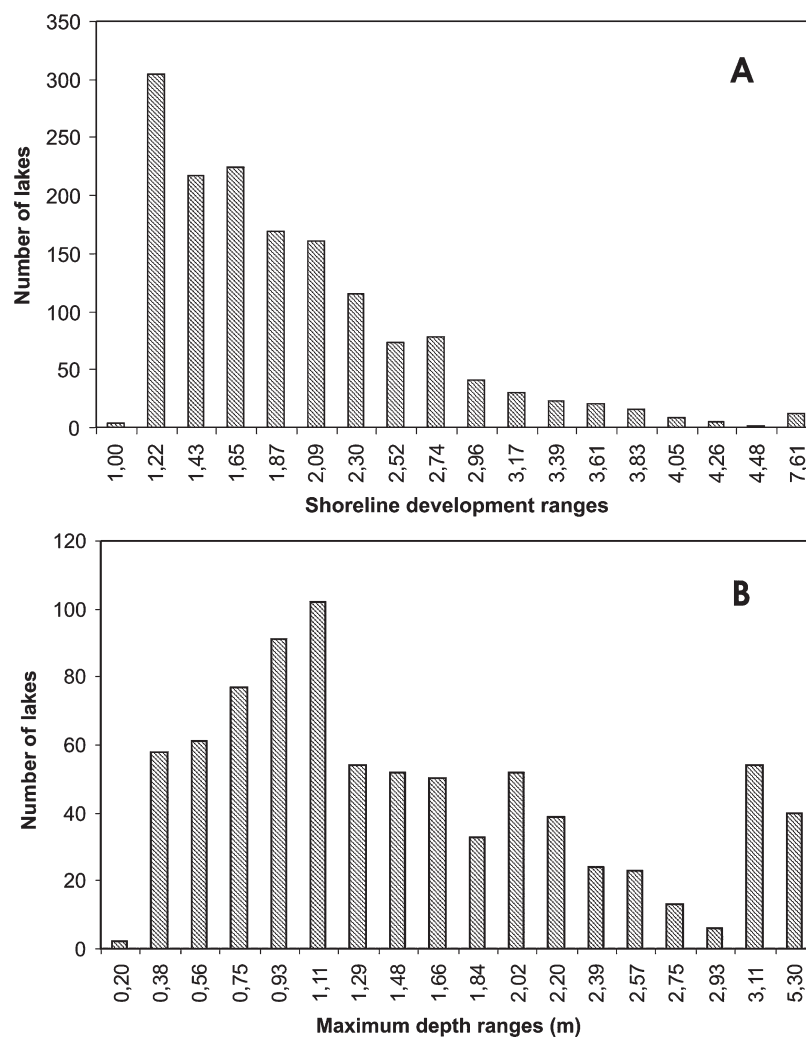 350
300
250
200
150
100
50
0
Number of lakes
A
1,00 1,22 1,43 1,65 1,87 2,09 2,30 2,52 2,74 2,96 3,17 3,39 3,61 3,83 4,05 4,26 4,48 7,61
Shoreline development ranges
120
100
80
60
40
20
0
Number of lakes
B
0,20 0,38 0,56 0,75 0,93 1,11 1,29 1,48 1,66 1,84 2,02 2,20 2,39 2,57 2,75 2,93 3,11 5,30
Maximum depth ranges (m)